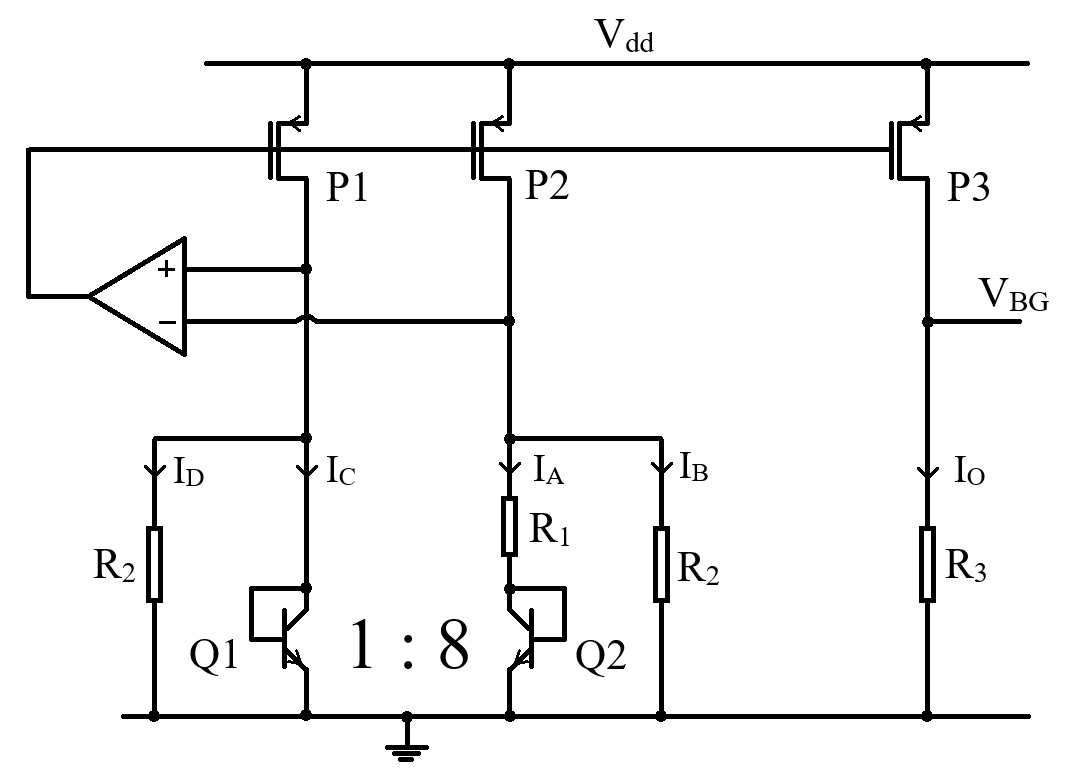 Vdd
P1
P2
P3
+
−
VBG
ID
IC
IA
IB
IO
R2
R1
R2
R3
Q1
1 : 8
Q2